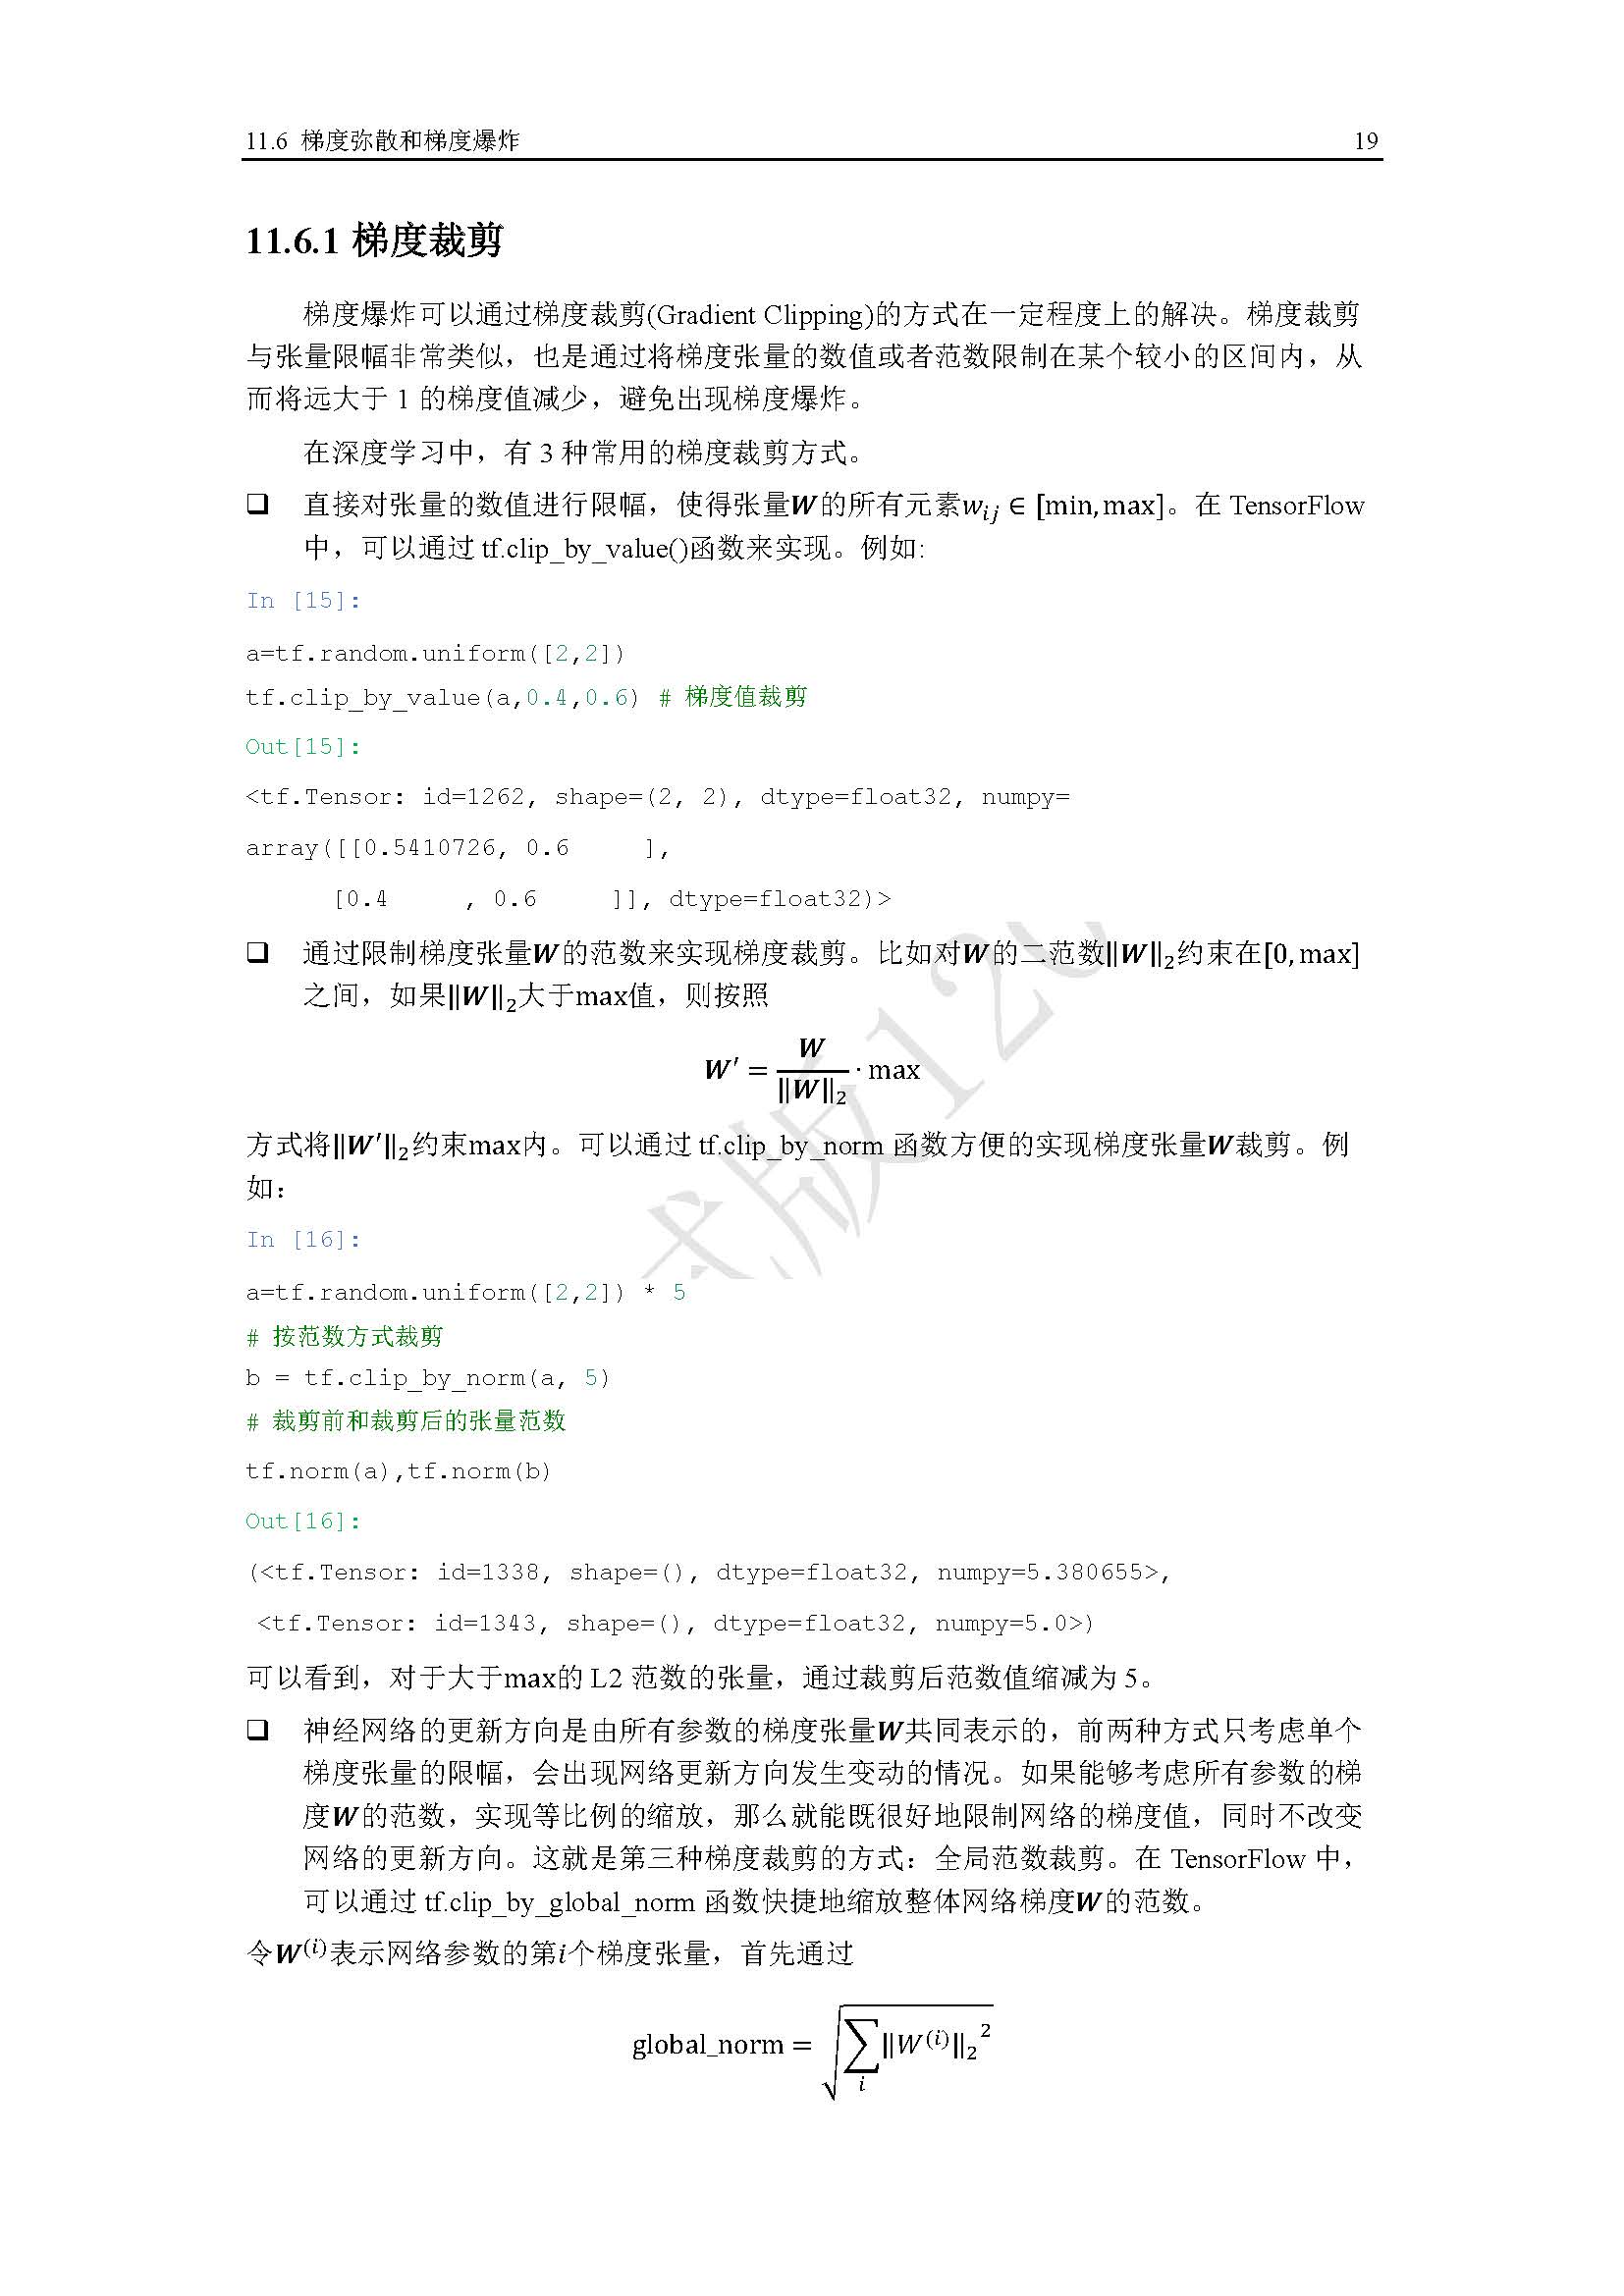 11.6 梯度弥散和梯度爆炸 19
11.6.1 梯度裁剪
梯度爆炸可以通过梯度裁剪(Gradient Clipping)的方式在一定程度上的解决。梯度裁剪
与张量限幅非常类似，也是通过将梯度张量的数值或者范数限制在某个较小的区间内，从
而将远大于 1 的梯度值减少，避免出现梯度爆炸。
在深度学习中，有 3 种常用的梯度裁剪方式。
❑ 直接对张量的数值进行限幅，使得张量W的所有元素w_{ij} ∈ [min, max]。在 TensorFlow
中，可以通过 tf.clip_by_value()函数来实现。例如:
In [15]:
a=tf.random.uniform([2,2])
tf.clip_by_value(a,0.4,0.6) # 梯度值裁剪
Out[15]:
<tf.Tensor: id=1262, shape=(2, 2), dtype=float32, numpy=
array([[0.5410726, 0.6     ],
      [0.4     , 0.6     ]], dtype=float32)>
❑ 通过限制梯度张量W的范数来实现梯度裁剪。比如对W的二范数‖W‖₂约束在[0, max]
之间，如果‖W‖₂大于max值，则按照
W′ = W / ‖W‖₂ · max
方式将‖W′‖₂约束max内。可以通过 tf.clip_by_norm 函数方便的实现梯度张量W裁剪。例
如：
In [16]:
a=tf.random.uniform([2,2]) * 5
# 按范数方式裁剪
b = tf.clip_by_norm(a, 5)
# 裁剪前和裁剪后的张量范数
tf.norm(a),tf.norm(b)
Out[16]:
(<tf.Tensor: id=1338, shape=(), dtype=float32, numpy=5.380655>,
 <tf.Tensor: id=1343, shape=(), dtype=float32, numpy=5.0>)
可以看到，对于大于max的 L2 范数的张量，通过裁剪后范数值缩减为 5。
❑ 神经网络的更新方向是由所有参数的梯度张量W共同表示的，前两种方式只考虑单个
梯度张量的限幅，会出现网络更新方向发生变动的情况。如果能够考虑所有参数的梯
度W的范数，实现等比例的缩放，那么就能既很好地限制网络的梯度值，同时不改变
网络的更新方向。这就是第三种梯度裁剪的方式：全局范数裁剪。在 TensorFlow 中，
可以通过 tf.clip_by_global_norm 函数快捷地缩放整体网络梯度W的范数。
令W⁽ⁱ⁾表示网络参数的第i个梯度张量，首先通过
global_norm = √(∑_i ‖W⁽ⁱ⁾‖₂²)